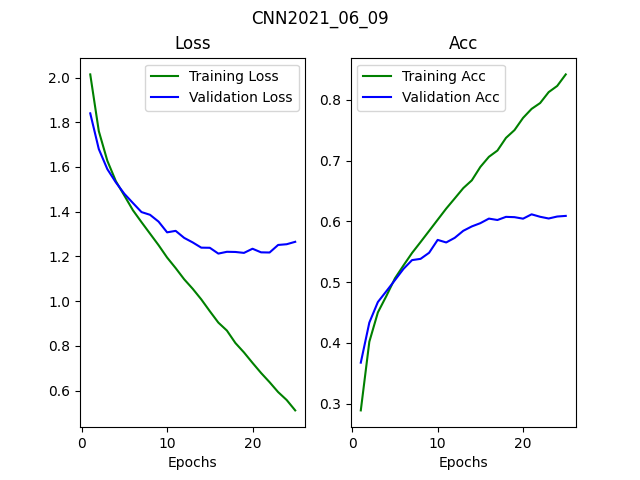 CNN2021_06_09
Loss
Acc
Training Loss
Validation Loss
Training Acc
Validation Acc
2.0
1.8
1.6
1.4
1.2
1.0
0.8
0.6
0
10
20
Epochs
0.8
0.7
0.6
0.5
0.4
0.3
0
10
20
Epochs